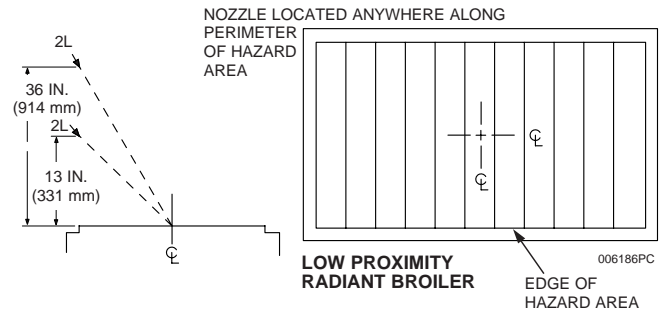 NOZZLE LOCATED ANYWHERE ALONG
PERIMETER
OF HAZARD
AREA
2L
36 IN.
(914 mm)
2L
13 IN.
(331 mm)
℄
℄
℄
LOW PROXIMITY
RADIANT BROILER
006186PC
EDGE OF
HAZARD AREA